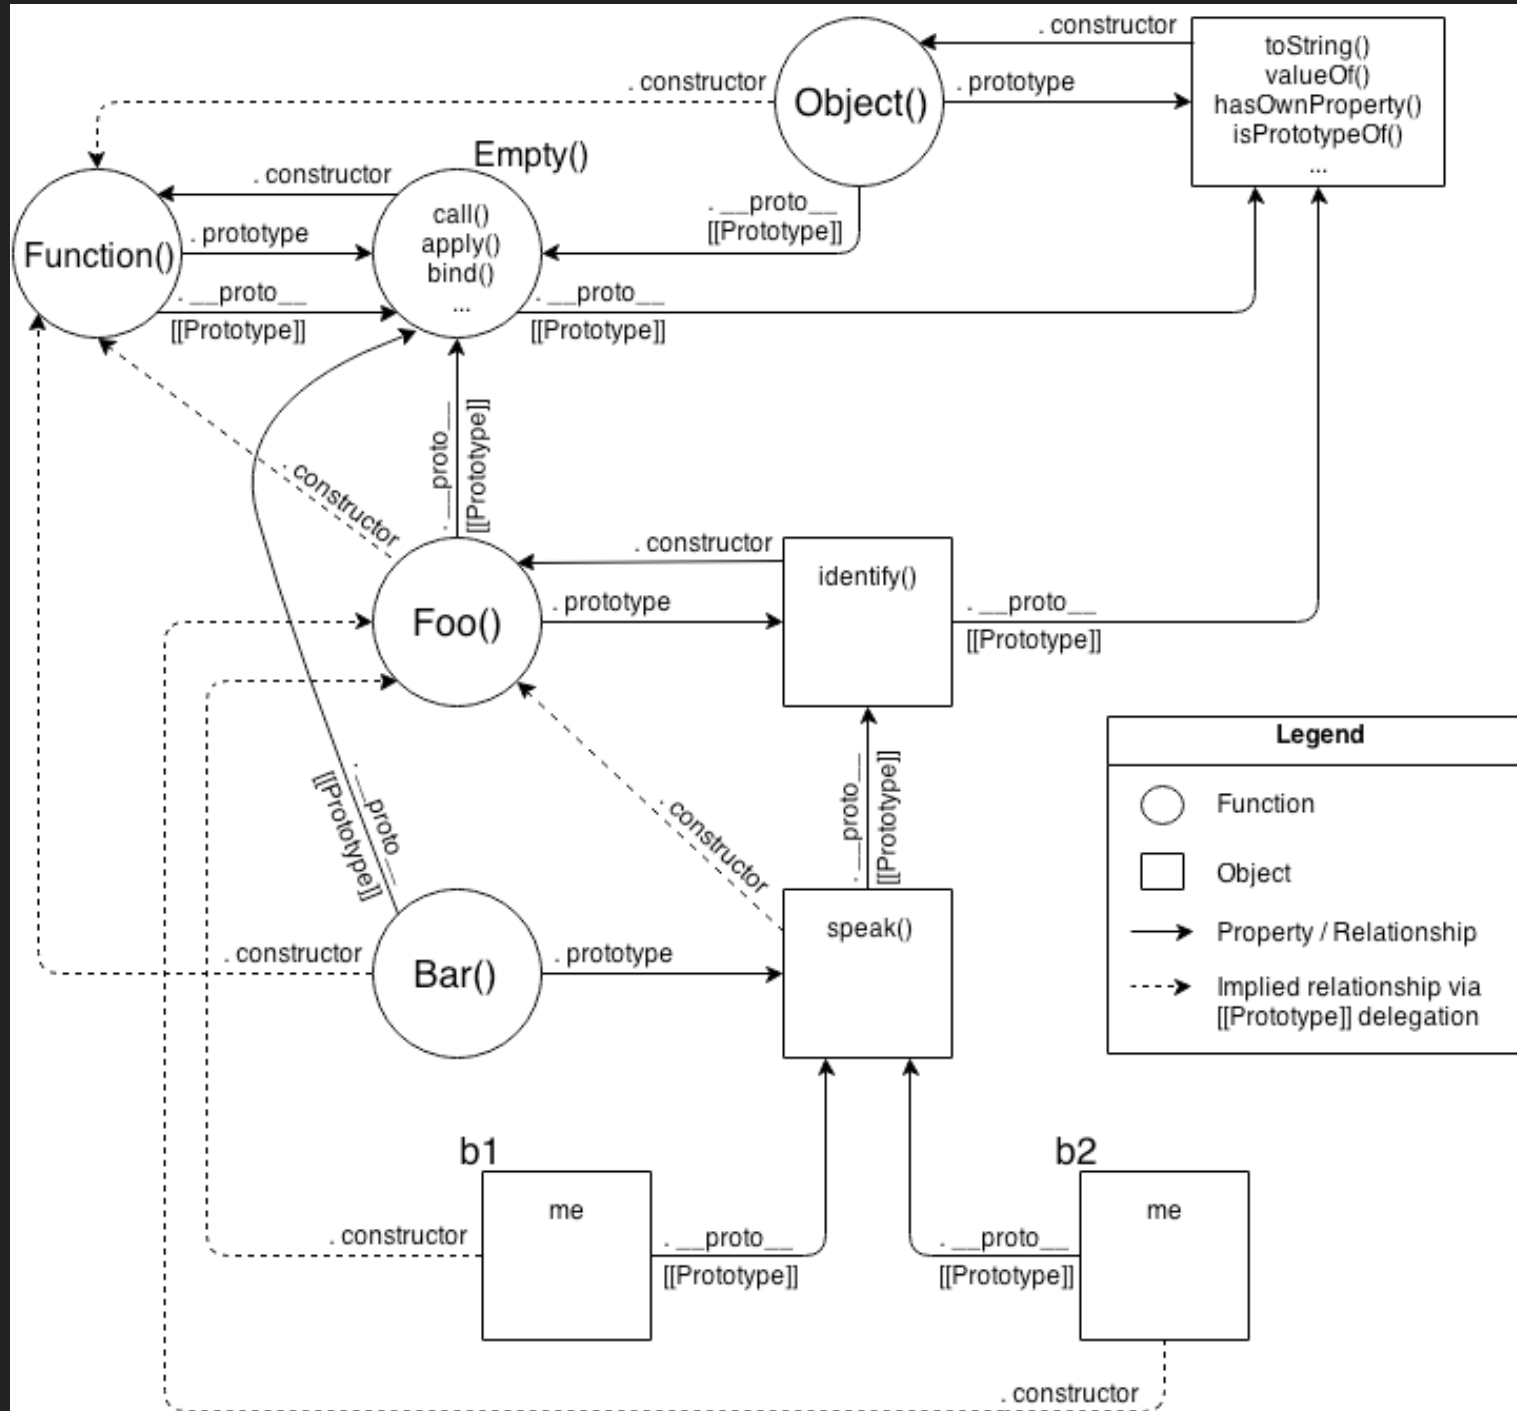 . constructor
toString()
valueOf()
hasOwnProperty()
isPrototypeOf()
...
Object()
. prototype
. constructor
Empty()
. constructor
call()
apply()
bind()
...
Function()
. prototype
. __proto__
[[Prototype]]
. __proto__
[[Prototype]]
. __proto__
[[Prototype]]
. __proto__
[[Prototype]]
. constructor
. constructor
identify()
Foo()
. prototype
. __proto__
[[Prototype]]
. __proto__
[[Prototype]]
. __proto__
[[Prototype]]
. constructor
Legend
Function
Object
Property / Relationship
Implied relationship via
[[Prototype]] delegation
speak()
. constructor
Bar()
. prototype
b1
me
. constructor
. __proto__
[[Prototype]]
b2
me
. __proto__
[[Prototype]]
. constructor